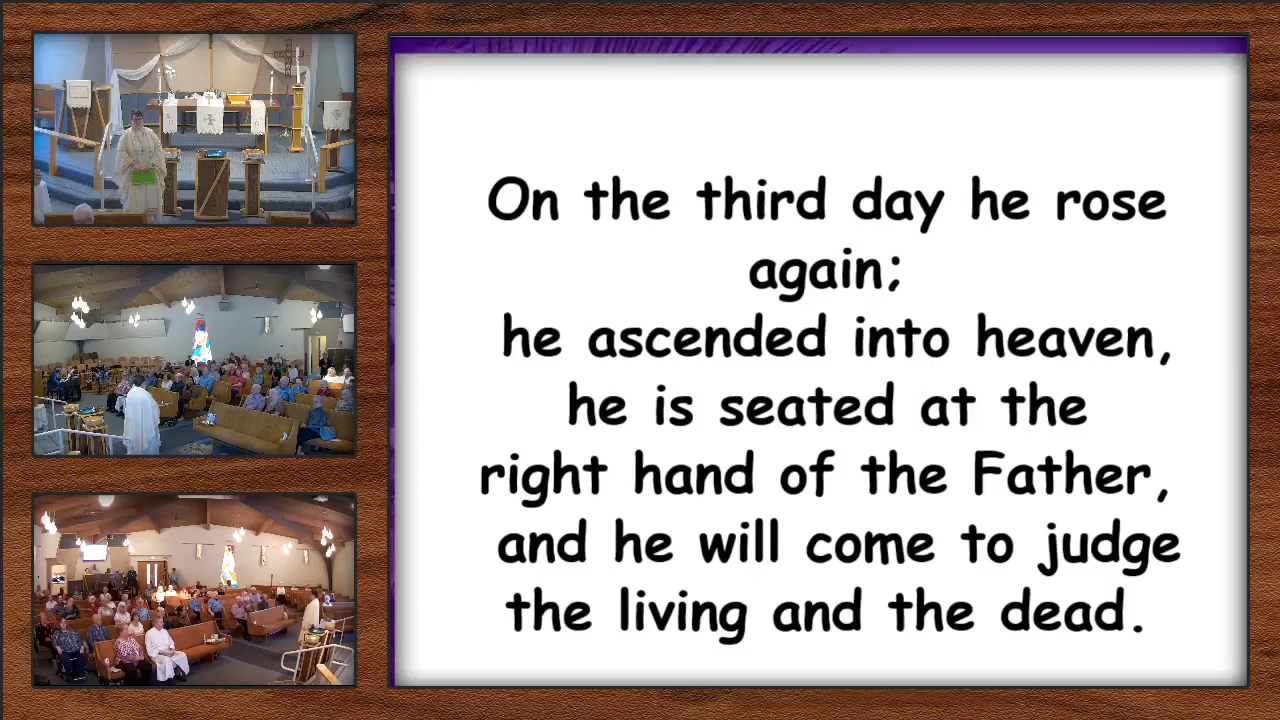 On the third day he rose
again;
he ascended into heaven,
he is seated at the
right hand of the Father,
and he will come to judge
the living and the dead.